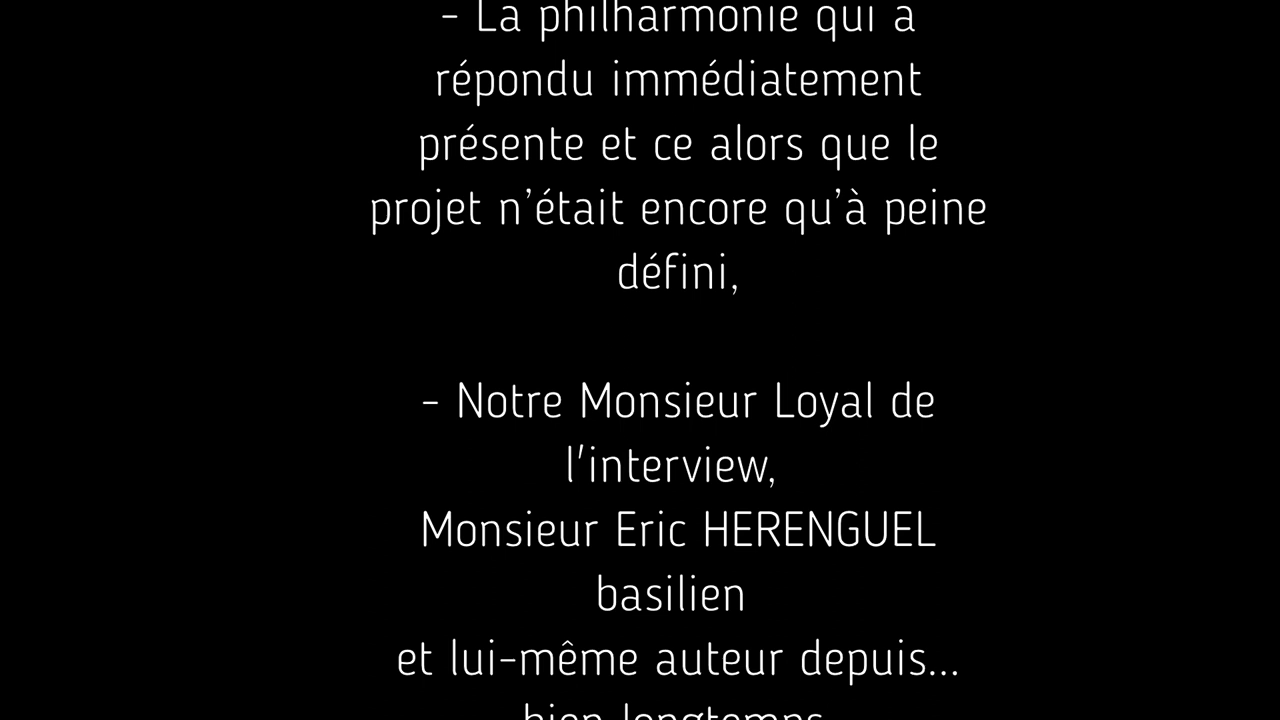 - La philharmonie qui a
répondu immédiatement
présente et ce alors que le
projet n’était encore qu’à peine
défini,
- Notre Monsieur Loyal de
l'interview,
Monsieur Eric HERENGUEL
basilien
et lui-même auteur depuis...
bien longtemps